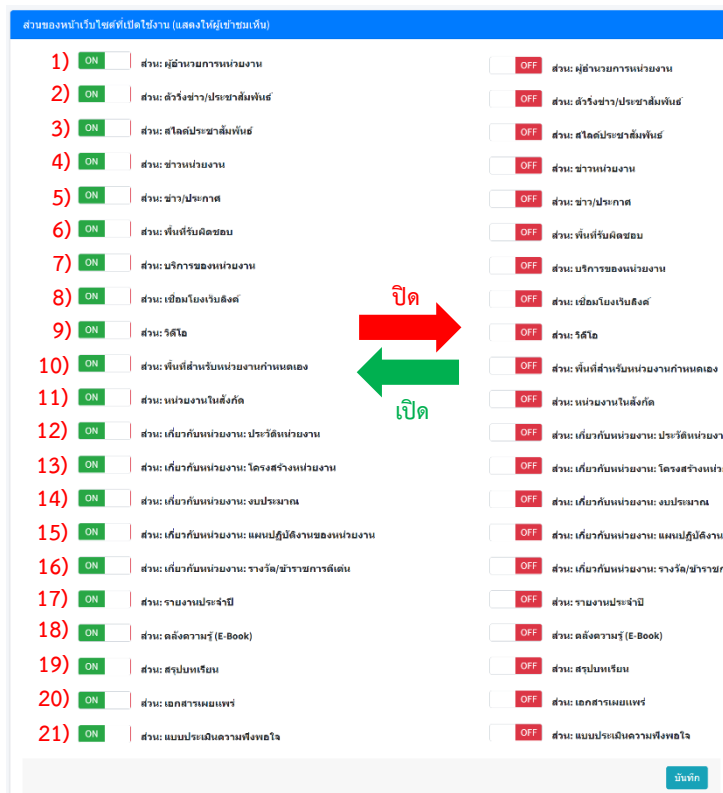 ส่วนของหน้าเว็บไซต์ที่เปิดใช้งาน (แสดงให้ผู้เข้าชมเห็น)
1) ON ส่วน: ผู้อำนวยการหน่วยงาน OFF ส่วน: ผู้อำนวยการหน่วยงาน
2) ON ส่วน: ตัววิ่งข่าว/ประชาสัมพันธ์ OFF ส่วน: ตัววิ่งข่าว/ประชาสัมพันธ์
3) ON ส่วน: สไลด์ประชาสัมพันธ์ OFF ส่วน: สไลด์ประชาสัมพันธ์
4) ON ส่วน: ข่าวหน่วยงาน OFF ส่วน: ข่าวหน่วยงาน
5) ON ส่วน: ข่าว/ประกาศ OFF ส่วน: ข่าว/ประกาศ
6) ON ส่วน: พื้นที่รับผิดชอบ OFF ส่วน: พื้นที่รับผิดชอบ
7) ON ส่วน: บริการของหน่วยงาน OFF ส่วน: บริการของหน่วยงาน
8) ON ส่วน: เชื่อมโยงเว็บลิงค์ ปิด OFF ส่วน: เชื่อมโยงเว็บลิงค์
9) ON ส่วน: วิดีโอ OFF ส่วน: วิดีโอ
10) ON ส่วน: พื้นที่สำหรับหน่วยงานกำหนดเอง OFF ส่วน: พื้นที่สำหรับหน่วยงานกำหนดเอง
11) ON ส่วน: หน่วยงานในสังกัด เปิด OFF ส่วน: หน่วยงานในสังกัด
12) ON ส่วน: เกี่ยวกับหน่วยงาน: ประวัติหน่วยงาน OFF ส่วน: เกี่ยวกับหน่วยงาน: ประวัติหน่วยงา
13) ON ส่วน: เกี่ยวกับหน่วยงาน: โครงสร้างหน่วยงาน OFF ส่วน: เกี่ยวกับหน่วยงาน: โครงสร้างหน่ว
14) ON ส่วน: เกี่ยวกับหน่วยงาน: งบประมาณ OFF ส่วน: เกี่ยวกับหน่วยงาน: งบประมาณ
15) ON ส่วน: เกี่ยวกับหน่วยงาน: แผนปฏิบัติงานของหน่วยงาน OFF ส่วน: เกี่ยวกับหน่วยงาน: แผนปฏิบัติงาน
16) ON ส่วน: เกี่ยวกับหน่วยงาน: รางวัล/ข้าราชการดีเด่น OFF ส่วน: เกี่ยวกับหน่วยงาน: รางวัล/ข้าราชก
17) ON ส่วน: รายงานประจำปี OFF ส่วน: รายงานประจำปี
18) ON ส่วน: คลังความรู้ (E-Book) OFF ส่วน: คลังความรู้ (E-Book)
19) ON ส่วน: สรุปบทเรียน OFF ส่วน: สรุปบทเรียน
20) ON ส่วน: เอกสารเผยแพร่ OFF ส่วน: เอกสารเผยแพร่
21) ON ส่วน: แบบประเมินความพึงพอใจ OFF ส่วน: แบบประเมินความพึงพอใจ
บันทึก